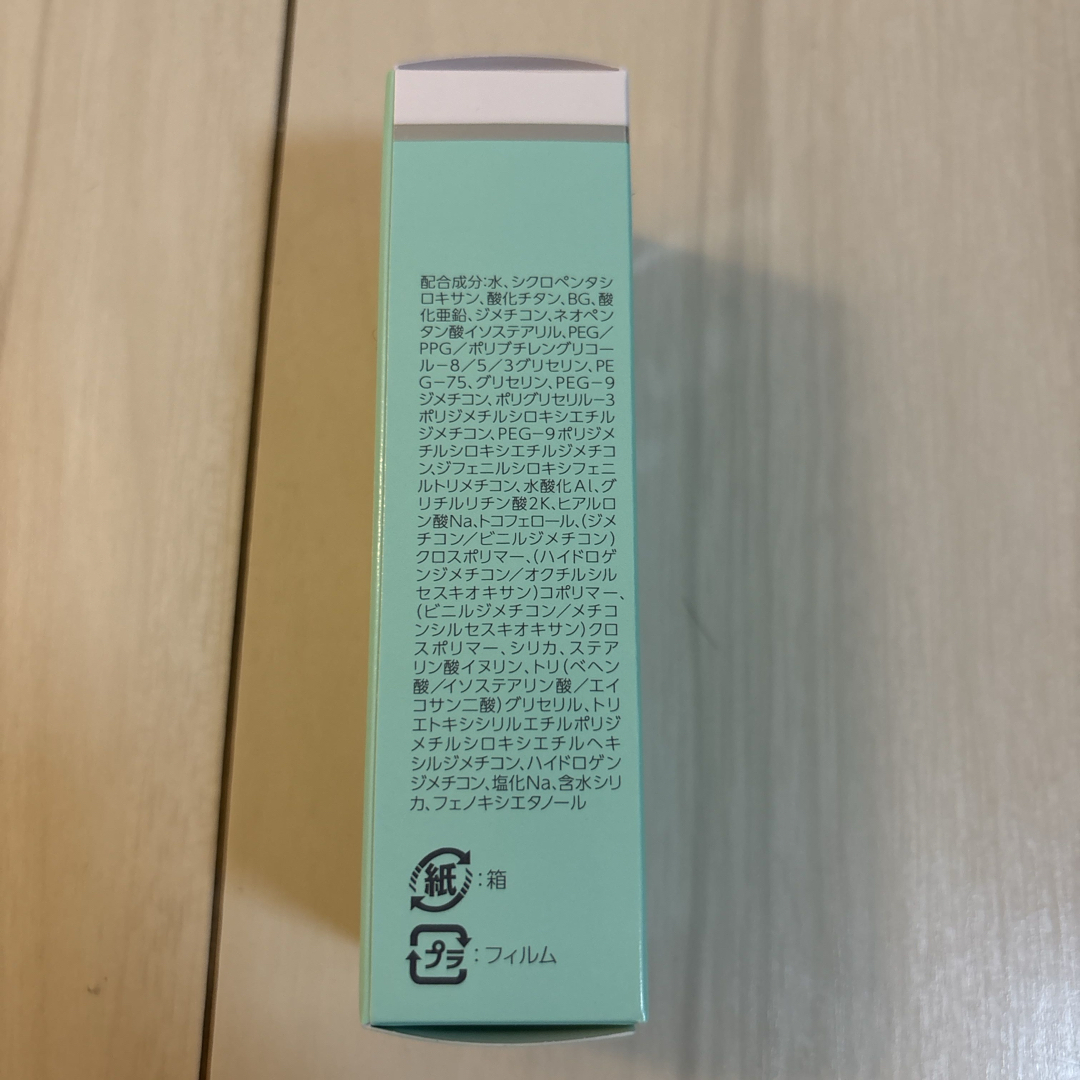 配合成分:水、シクロペンタシ
ロキサン、酸化チタン、BG、酸
化亜鉛、ジメチコン、ネオペン
タン酸イソステアリル、PEG/
PPG/ポリブチレングリコー
ル-8/5/3グリセリン、PE
G-75、グリセリン、PEG-9
ジメチコン、ポリグリセリル-3
ポリジメチルシロキシエチル
ジメチコン、PEG-9ポリジメ
チルシロキシエチルジメチコ
ン、ジフェニルシロキシフェニ
ルトリメチコン、水酸化Al、グ
リチルリチン酸2K、ヒアルロ
ン酸Na、トコフェロール、(ジメ
チコン/ビニルジメチコン)
クロスポリマー、(ハイドロゲ
ンジメチコン/オクチルシル
セスキオキサン)コポリマー、
(ビニルジメチコン/メチコ
ンシルセスキオキサン)クロ
スポリマー、シリカ、ステア
リン酸イヌリン、トリ(ベヘン
酸/イソステアリン酸/エイ
コサン二酸)グリセリル、トリ
エトキシシリルエチルポリジ
メチルシロキシエチルヘキ
シルジメチコン、ハイドロゲン
ジメチコン、塩化Na、含水シリ
カ、フェノキシエタノール
紙:箱
プラ:フィルム